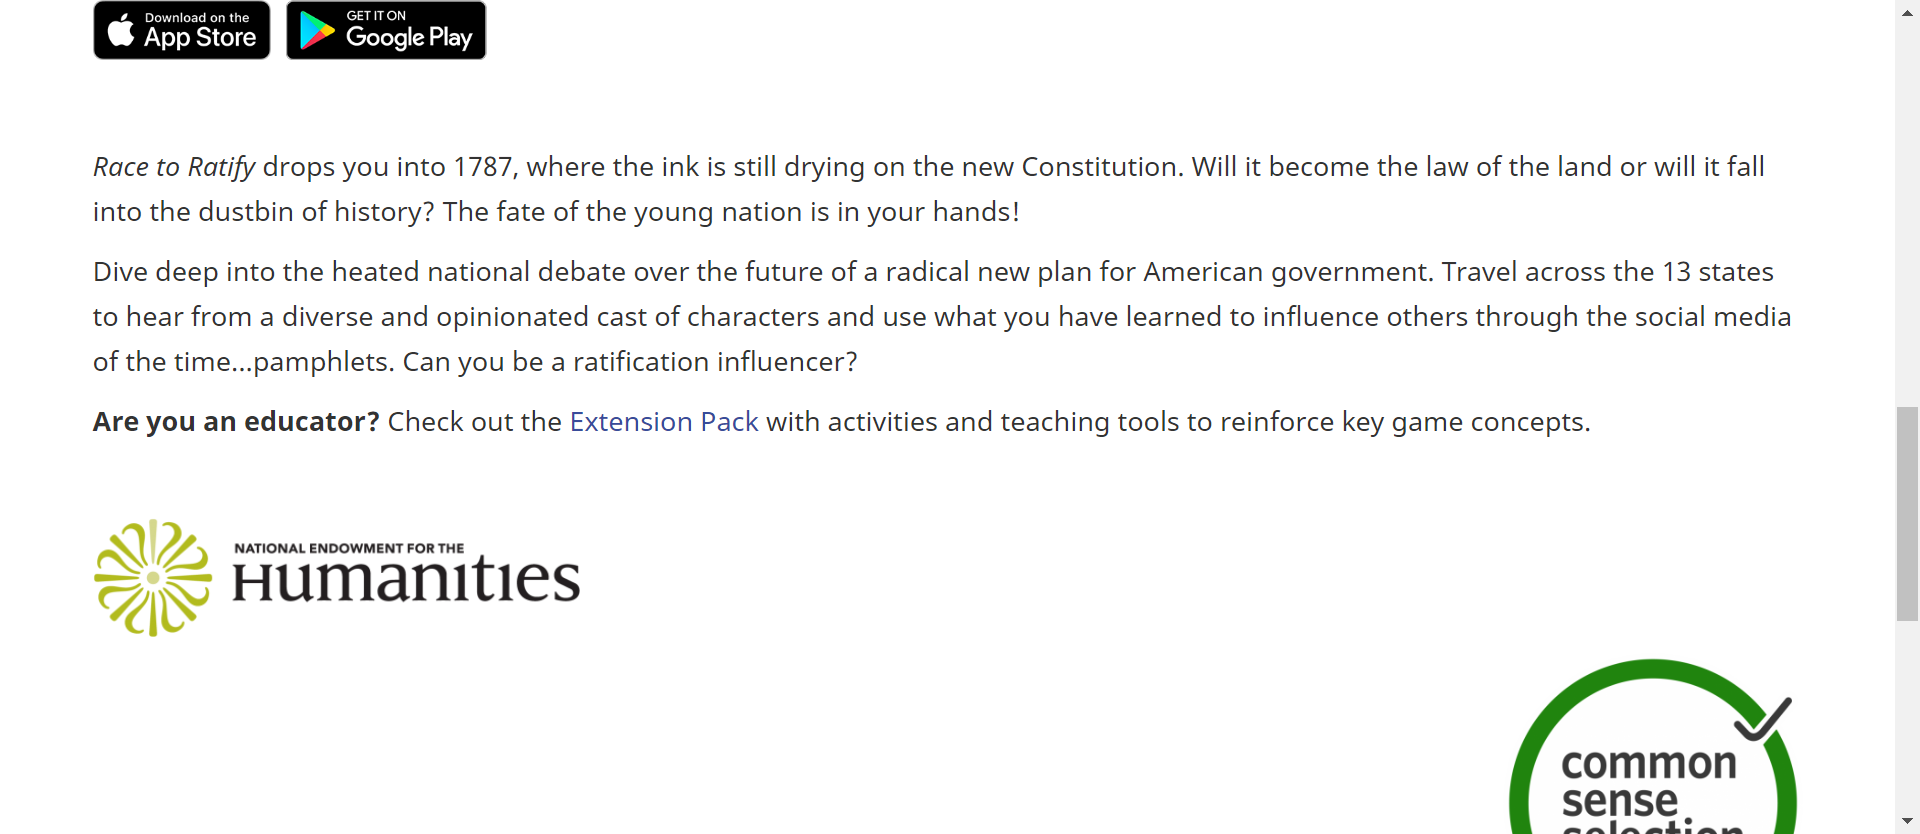 Download on the
App Store
GET IT ON
Google Play
Race to Ratify drops you into 1787, where the ink is still drying on the new Constitution. Will it become the law of the land or will it fall
into the dustbin of history? The fate of the young nation is in your hands!
Dive deep into the heated national debate over the future of a radical new plan for American government. Travel across the 13 states
to hear from a diverse and opinionated cast of characters and use what you have learned to influence others through the social media
of the time...pamphlets. Can you be a ratification influencer?
Are you an educator? Check out the Extension Pack with activities and teaching tools to reinforce key game concepts.
NATIONAL ENDOWMENT FOR THE
Humanities
common
sense
selection